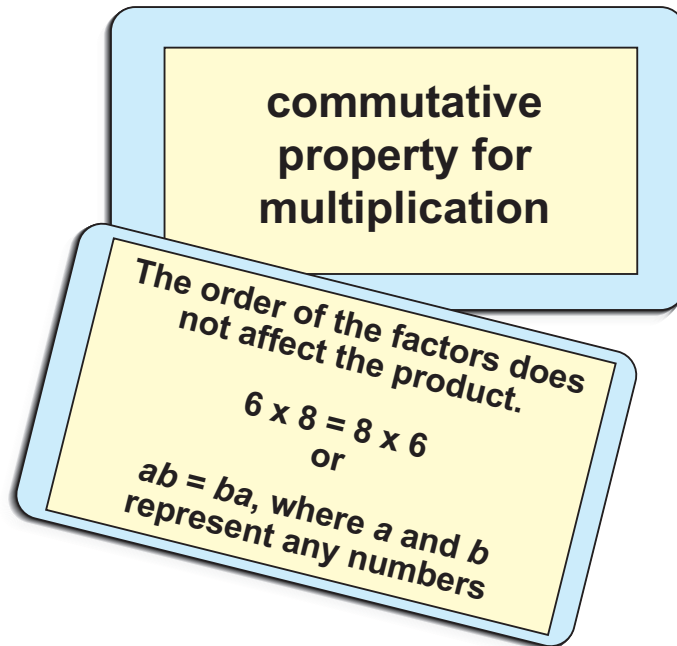 commutative
property for
multiplication
The order of the factors does
not affect the product.
6 x 8 = 8 x 6
or
ab = ba, where a and b
represent any numbers